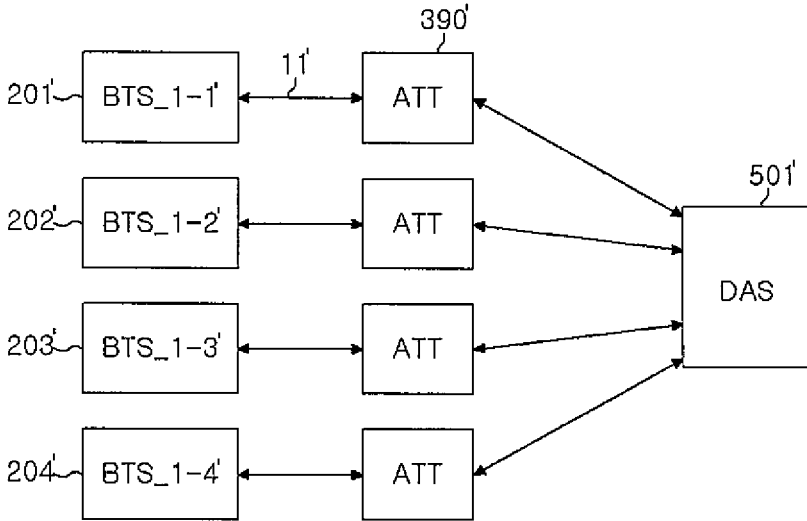 390'
201' BTS_1-1' 11' ATT
202' BTS_1-2' ATT
501'
DAS
203' BTS_1-3' ATT
204' BTS_1-4' ATT